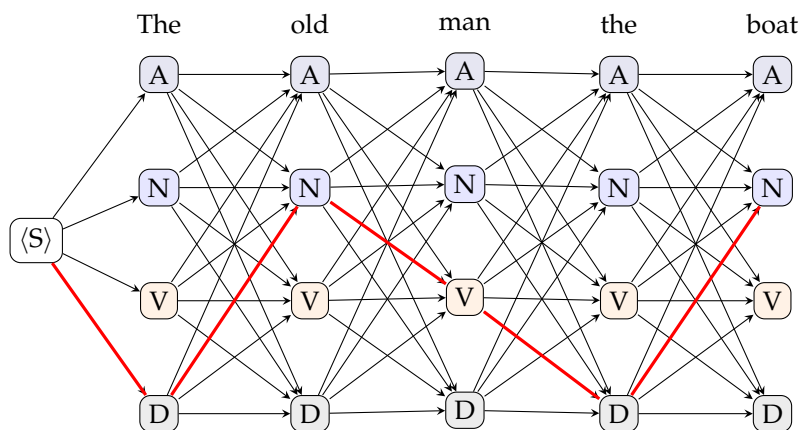 The old man the boat
A A A A A
N N N N N
⟨S⟩
V V V V V
D D D D D